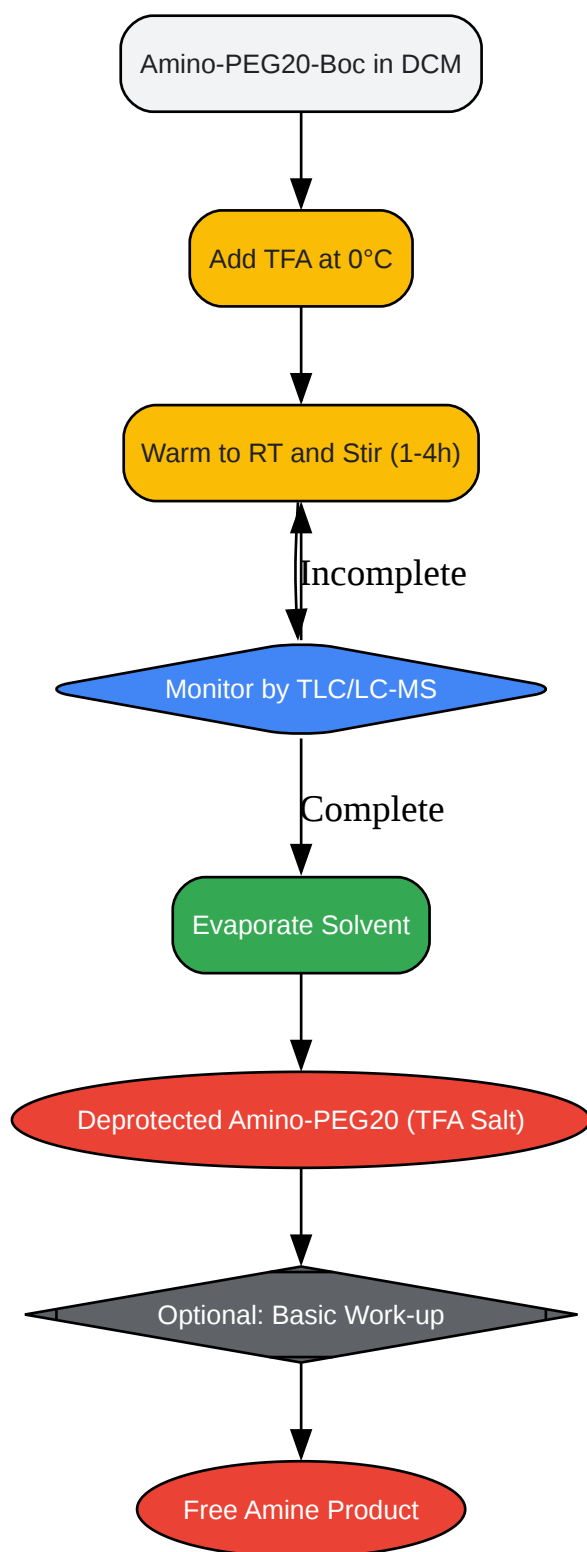 Amino-PEG20-Boc in DCM
Add TFA at 0°C
Warm to RT and Stir (1-4h)
Incomplete
Monitor by TLC/LC-MS
Complete
Evaporate Solvent
Deprotected Amino-PEG20 (TFA Salt)
Optional: Basic Work-up
Free Amine Product